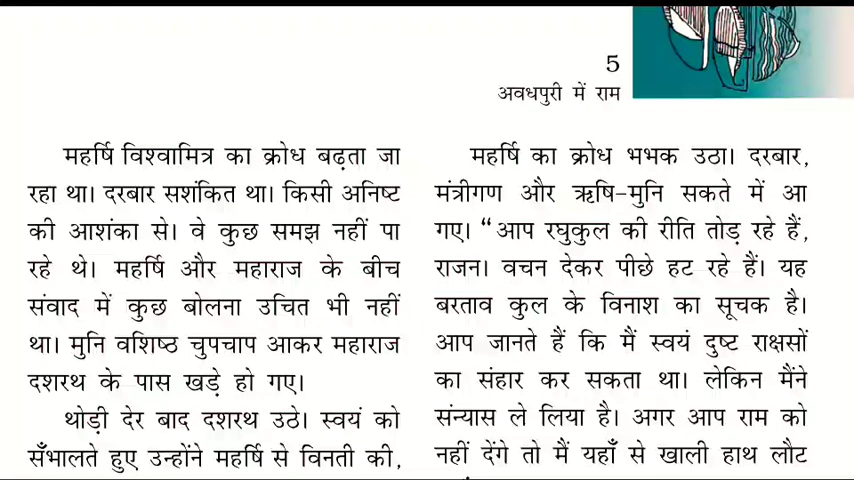 5
अवधपुरी में राम
महर्षि विश्वामित्र का क्रोध बढ़ता जा
रहा था। दरबार सशंकित था। किसी अनिष्ट
की आशंका से। वे कुछ समझ नहीं पा
रहे थे। महर्षि और महाराज के बीच
संवाद में कुछ बोलना उचित भी नहीं
था। मुनि वशिष्ठ चुपचाप आकर महाराज
दशरथ के पास खड़े हो गए।
थोड़ी देर बाद दशरथ उठे। स्वयं को
सँभालते हुए उन्होंने महर्षि से विनती की,
महर्षि का क्रोध भभक उठा। दरबार,
मंत्रीगण और ऋषि-मुनि सकते में आ
गए। “आप रघुकुल की रीति तोड़ रहे हैं,
राजन। वचन देकर पीछे हट रहे हैं। यह
बरताव कुल के विनाश का सूचक है।
आप जानते हैं कि मैं स्वयं दुष्ट राक्षसों
का संहार कर सकता था। लेकिन मैंने
संन्यास ले लिया है। अगर आप राम को
नहीं देंगे तो मैं यहाँ से खाली हाथ लौट